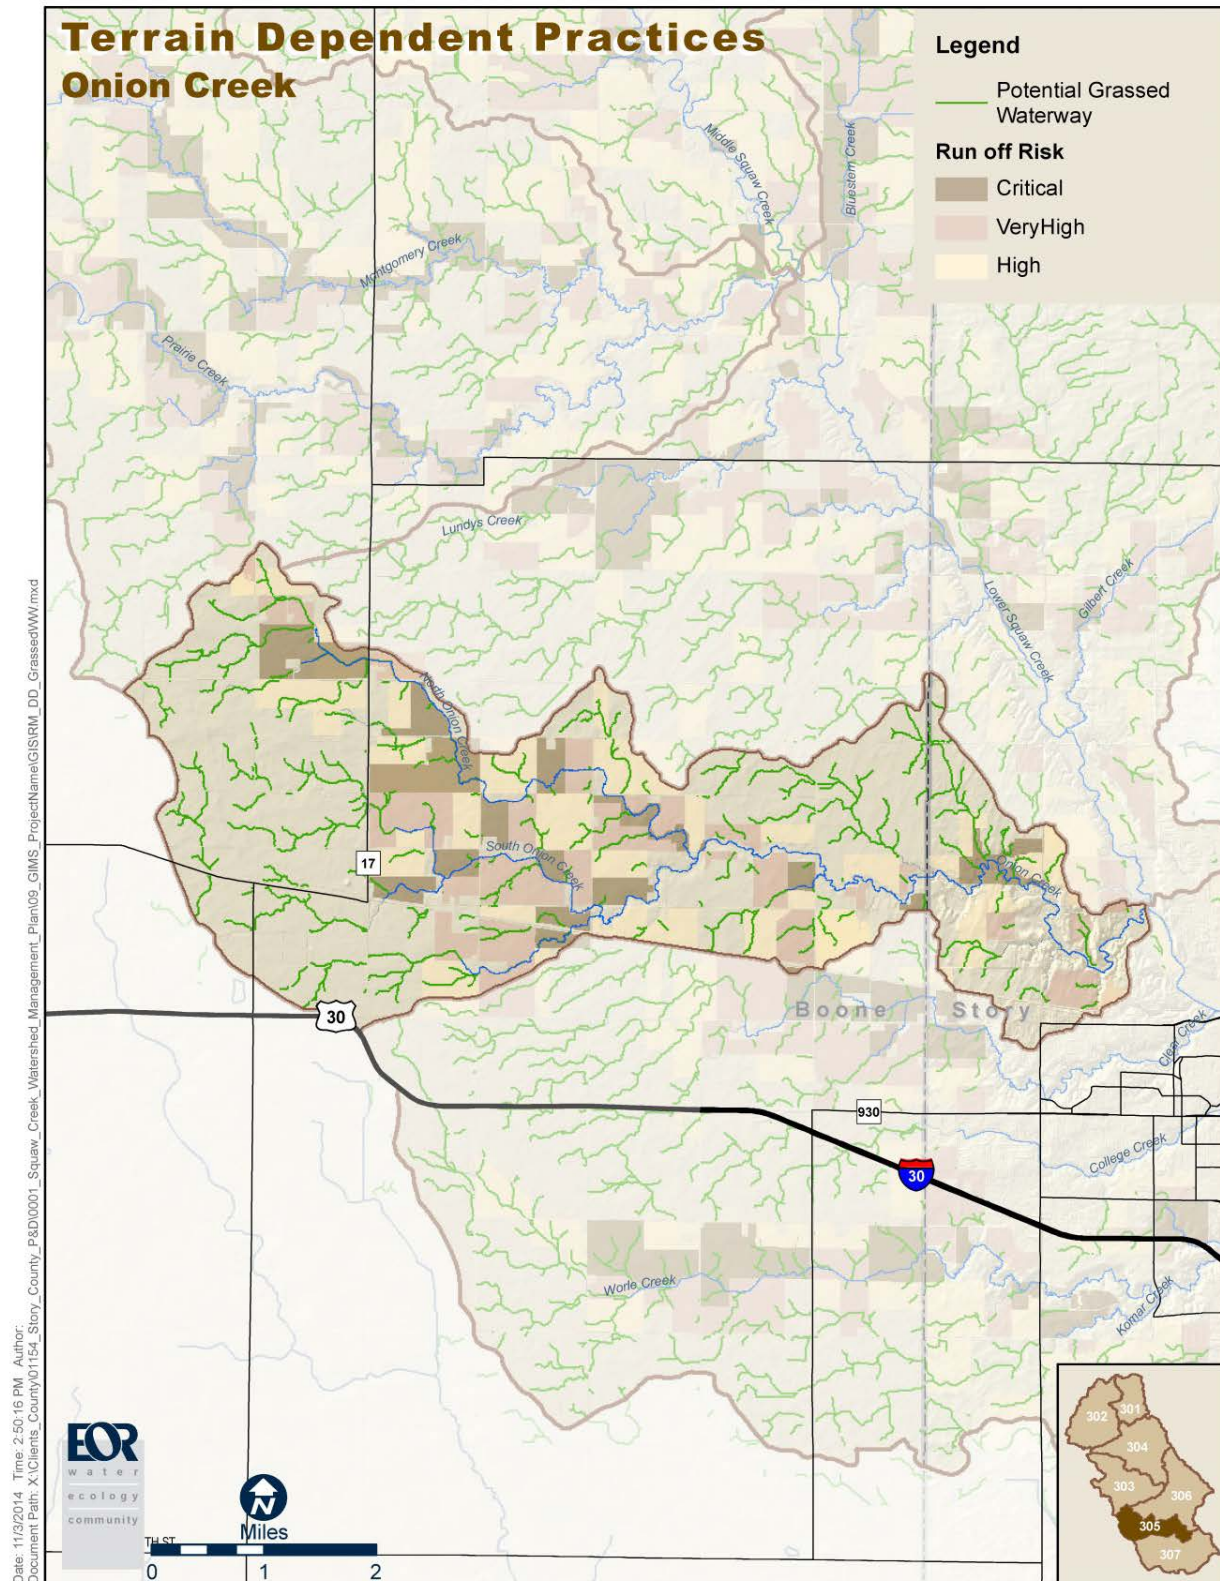 Terrain Dependent Practices
Onion Creek
Legend
Potential Grassed
Waterway
Run off Risk
Critical
VeryHigh
High
Middle Squaw Creek
Bluestem Creek
Montgomery Creek
Prairie Creek
Lundys Creek
Lower Squaw Creek
Gilbert Creek
North Onion Creek
17
South Onion Creek
Onion Creek
30
Boone
Story
Clear Creek
930
College Creek
30
Worle Creek
Komar Creek
EOR
water
ecology
community
N
Miles
TH ST
0 1 2
302
301
304
303
306
305
307
Date: 11/3/2014 Time: 2:50:16 PM Author:
Document Path: X:\Clients_County\01154_Story_County_P&D\0001_Squaw_Creek_Watershed_Management_Plan\09_GIMS_ProjectName\GIS\RM_DD_GrassedWW.mxd